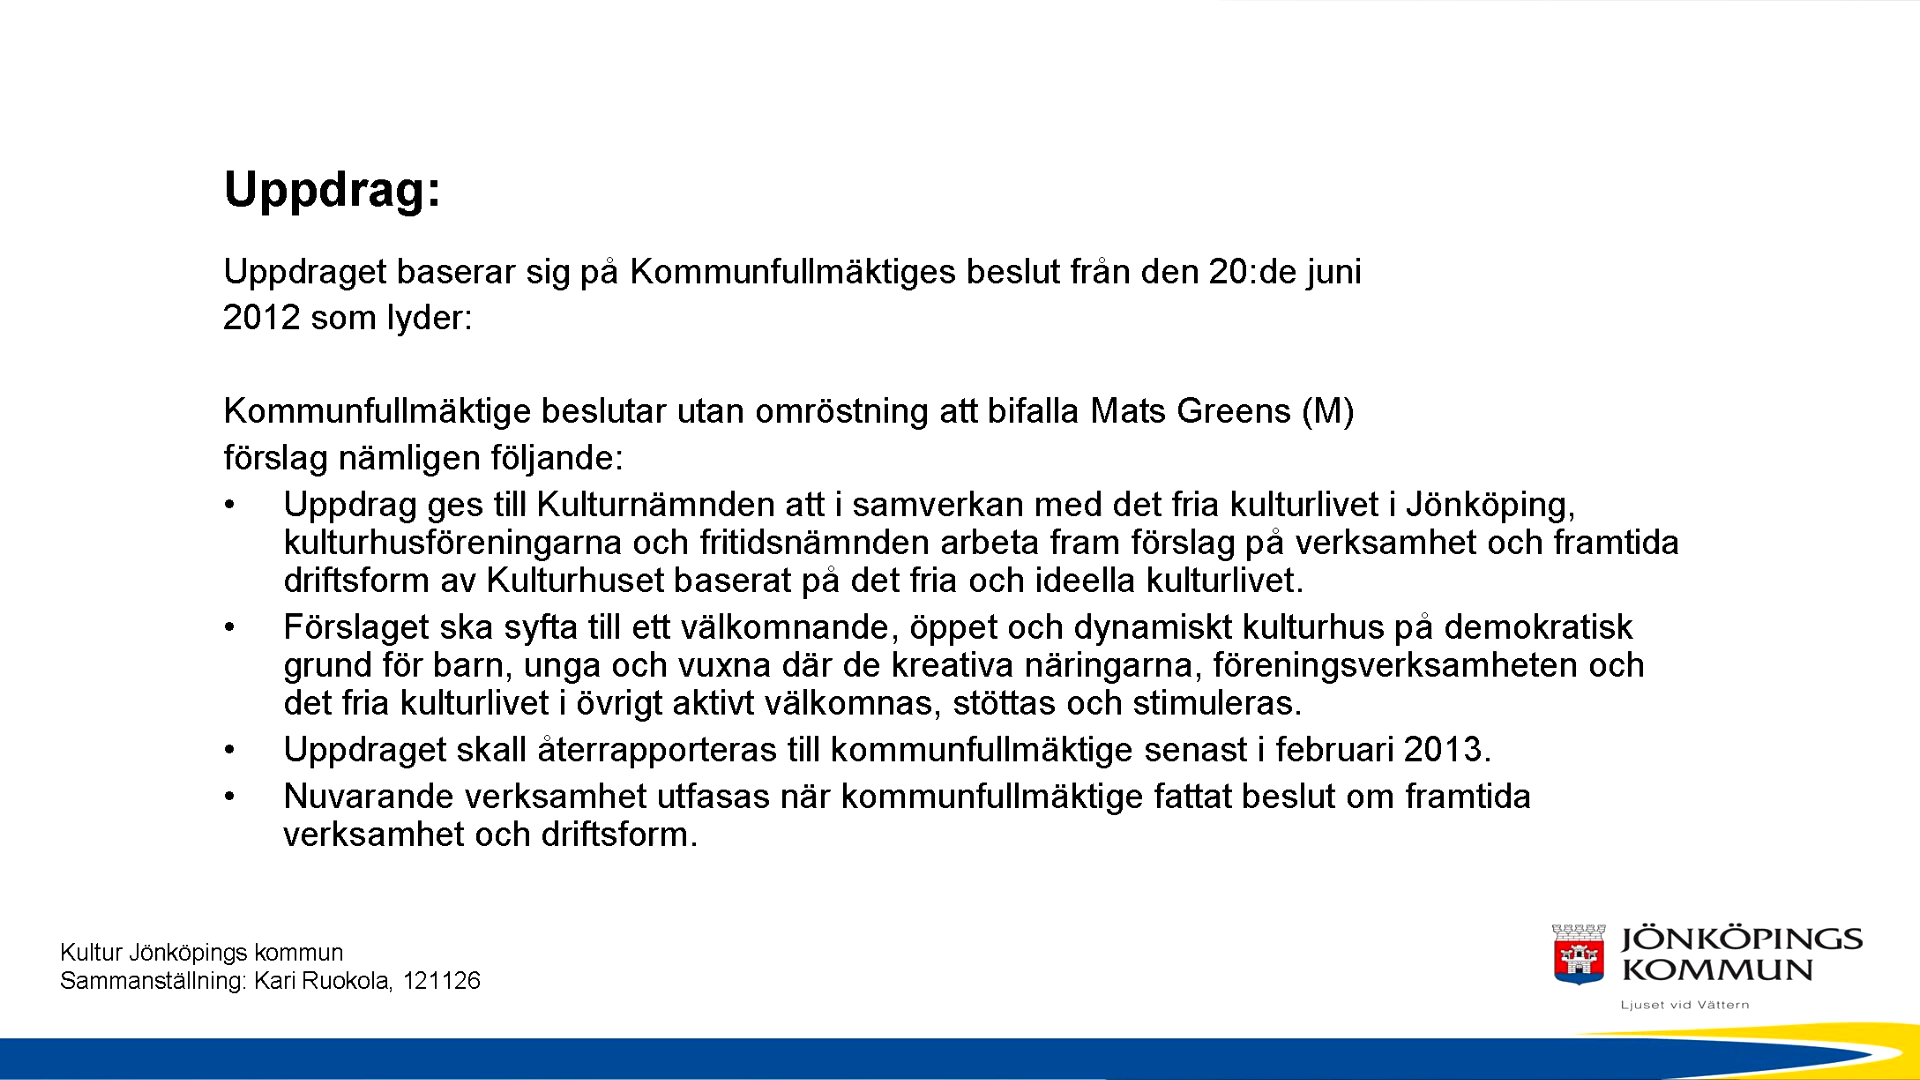 Uppdrag:
Uppdraget baserar sig på Kommunfullmäktiges beslut från den 20:de juni
2012 som lyder:
Kommunfullmäktige beslutar utan omröstning att bifalla Mats Greens (M)
förslag nämligen följande:
• Uppdrag ges till Kulturnämnden att i samverkan med det fria kulturlivet i Jönköping,
kulturhusföreningarna och fritidsnämnden arbeta fram förslag på verksamhet och framtida
driftsform av Kulturhuset baserat på det fria och ideella kulturlivet.
• Förslaget ska syfta till ett välkomnande, öppet och dynamiskt kulturhus på demokratisk
grund för barn, unga och vuxna där de kreativa näringarna, föreningsverksamheten och
det fria kulturlivet i övrigt aktivt välkomnas, stöttas och stimuleras.
• Uppdraget skall återrapporteras till kommunfullmäktige senast i februari 2013.
• Nuvarande verksamhet utfasas när kommunfullmäktige fattat beslut om framtida
verksamhet och driftsform.
Kultur Jönköpings kommun
Sammanställning: Kari Ruokola, 121126
JÖNKÖPINGS
KOMMUN
Ljuset vid Vättern